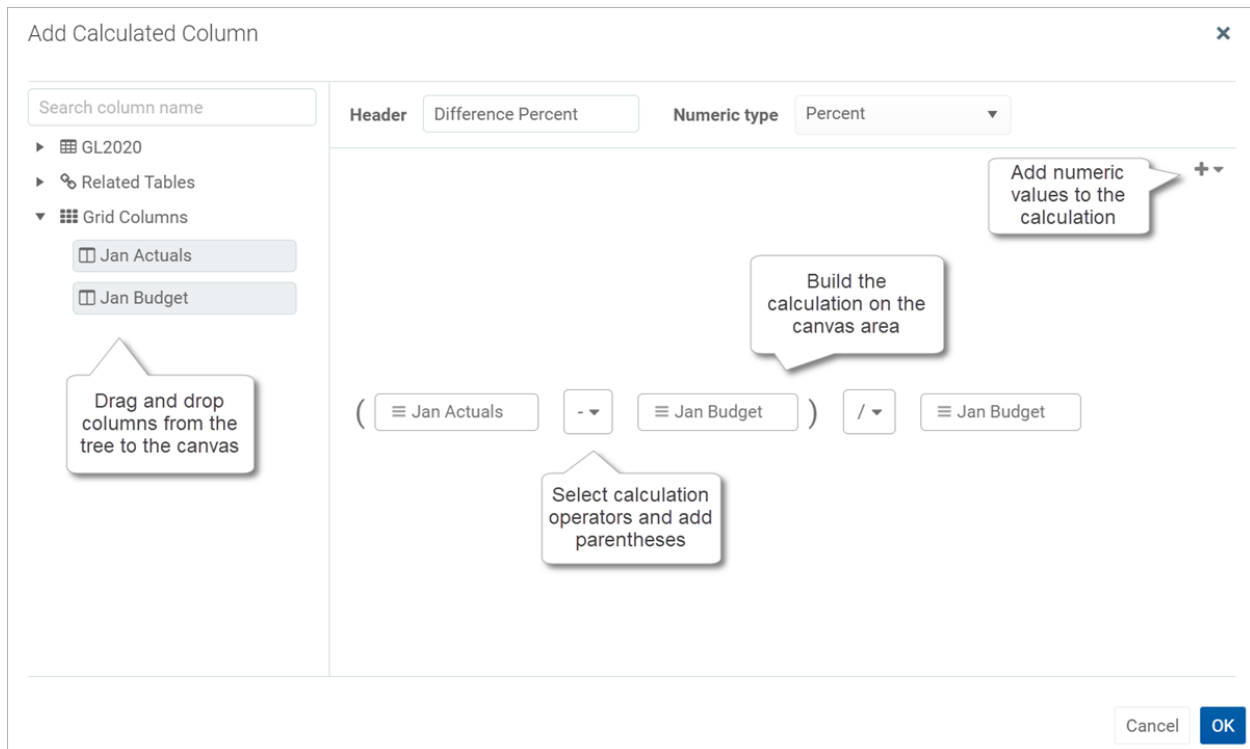 Add Calculated Column
Search column name
GL2020
Related Tables
Grid Columns
Jan Actuals
Jan Budget
Drag and drop
columns from the
tree to the canvas
Header Difference Percent Numeric type Percent
Add numeric
values to the
calculation
Build the
calculation on the
canvas area
( Jan Actuals - Jan Budget ) / Jan Budget
Select calculation
operators and add
parentheses
Cancel OK